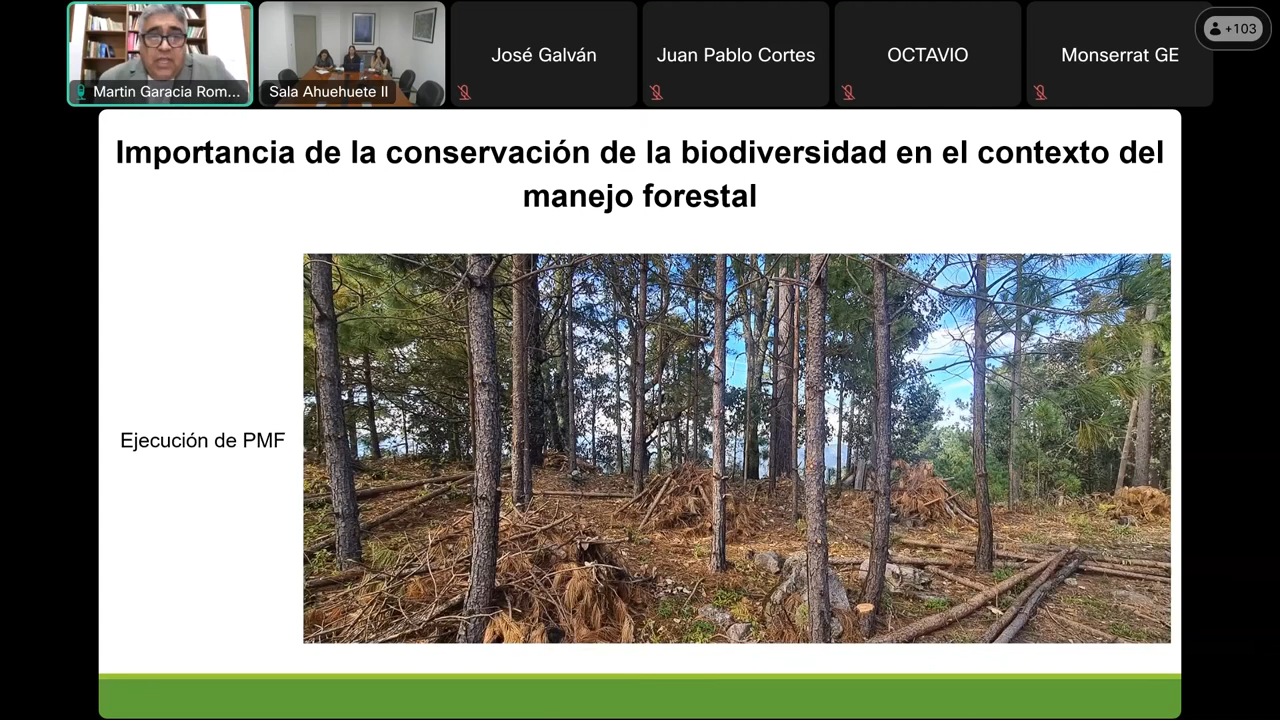 Martin Garacia Rom...
Sala Ahuehuete II
José Galván
Juan Pablo Cortes
OCTAVIO
Monserrat GE
+103
Importancia de la conservación de la biodiversidad en el contexto del
manejo forestal
Ejecución de PMF